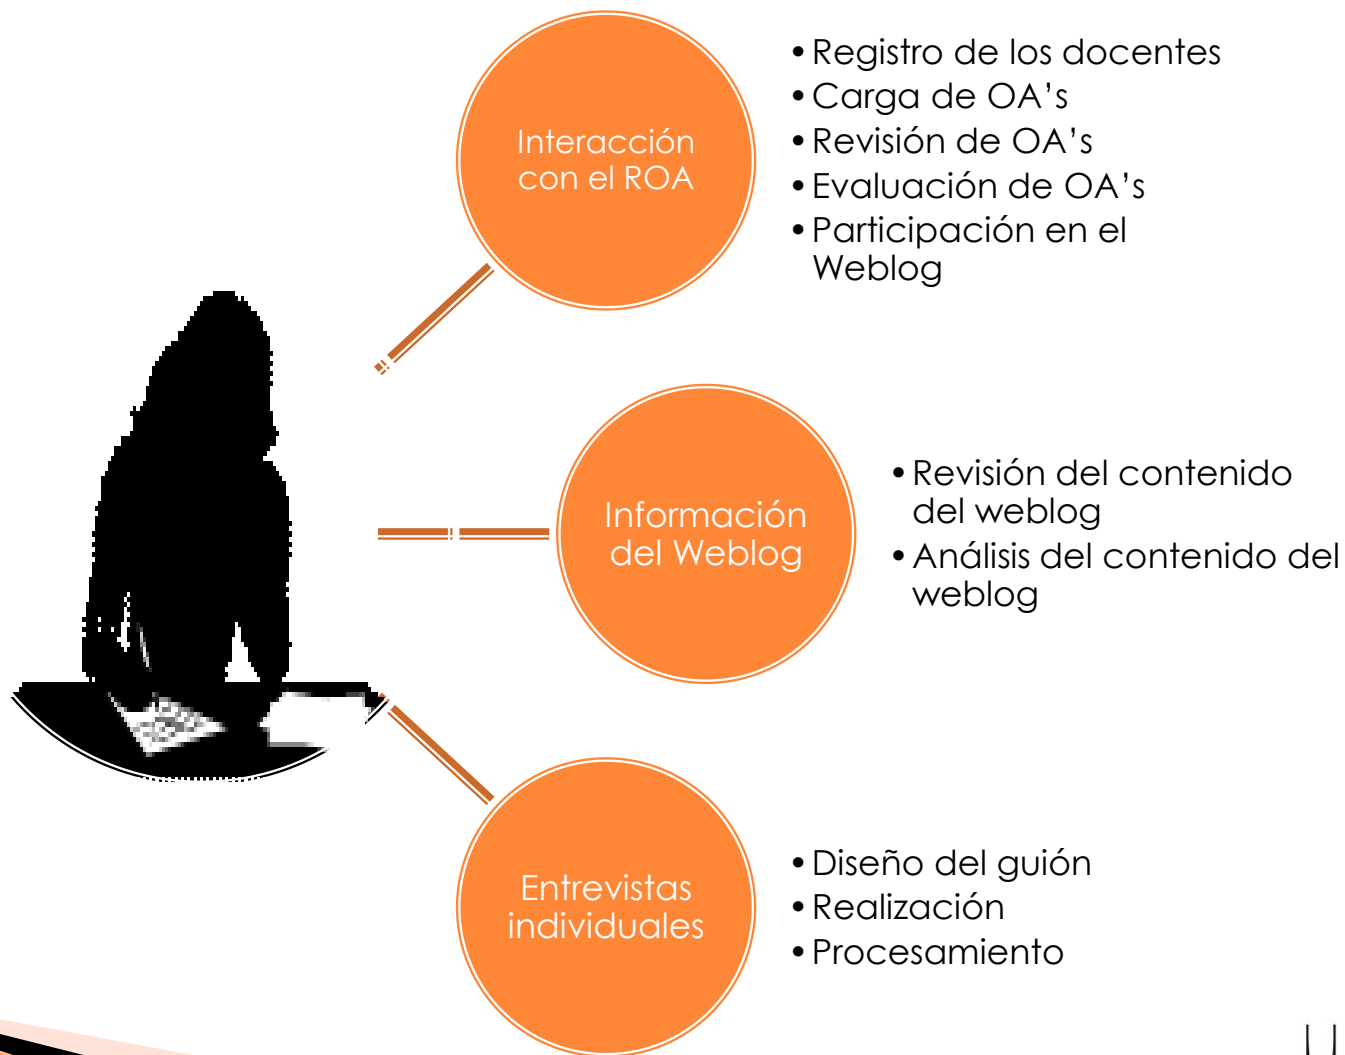 Interacción
con el ROA
•Registro de los docentes
•Carga de OA's
•Revisión de OA's
•Evaluación de OA's
•Participación en el
Weblog
Información
del Weblog
•Revisión del contenido
del weblog
•Análisis del contenido del
weblog
Entrevistas
individuales
•Diseño del guión
•Realización
•Procesamiento